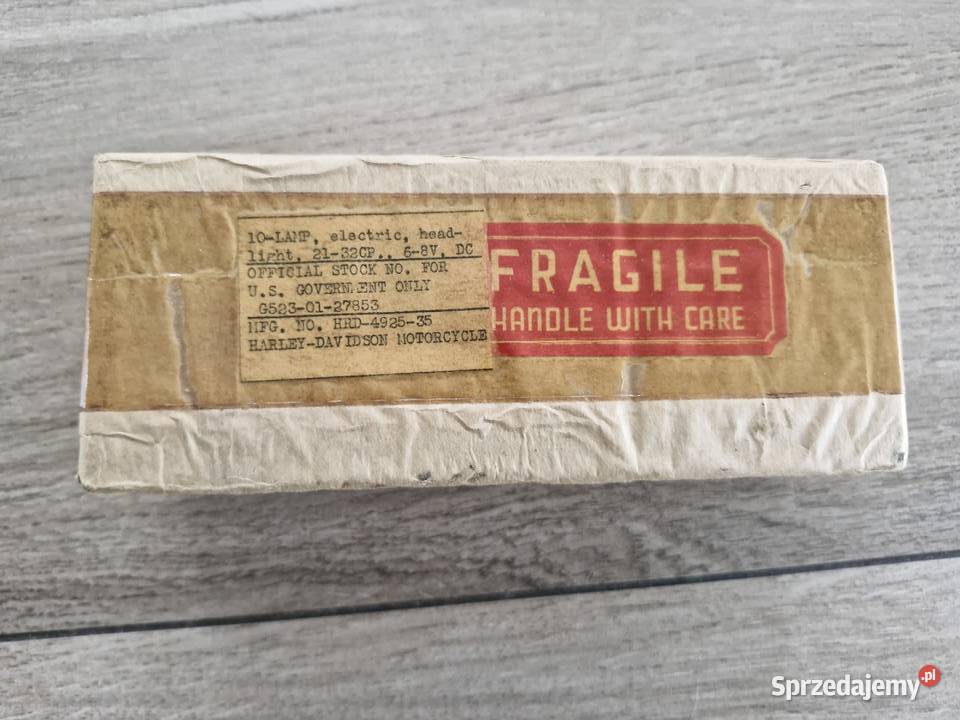 10-LAMP, electric, head-
light, 21-32CP., 6-8V, DC
OFFICIAL STOCK NO. FOR
U.S. GOVERNMENT ONLY
G523-01-27853
MFG. NO. HRD-4925-35
HARLEY-DAVIDSON MOTORCYCLE
FRAGILE
HANDLE WITH CARE
Sprzedajemy.pl